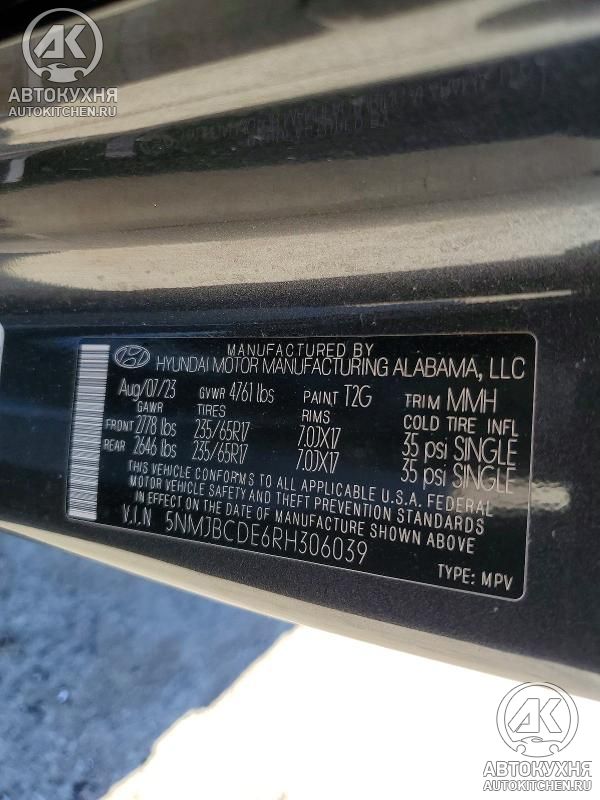 АК
АВТОКУХНЯ
AUTOKITCHEN.RU
MANUFACTURED BY
HYUNDAI MOTOR MANUFACTURING ALABAMA, LLC
Aug/07/23 GVWR 4761 lbs PAINT T2G TRIM MMH
GAWR TIRES RIMS COLD TIRE INFL
FRONT 2778 lbs 235/65R17 7.0JX17 35 psi SINGLE
REAR 2646 lbs 235/65R17 7.0JX17 35 psi SINGLE
THIS VEHICLE CONFORMS TO ALL APPLICABLE U.S.A. FEDERAL
MOTOR VEHICLE SAFETY AND THEFT PREVENTION STANDARDS
IN EFFECT ON THE DATE OF MANUFACTURE SHOWN ABOVE
V.I.N 5NMJBCDE6RH306039
TYPE: MPV
АК
АВТОКУХНЯ
AUTOKITCHEN.RU